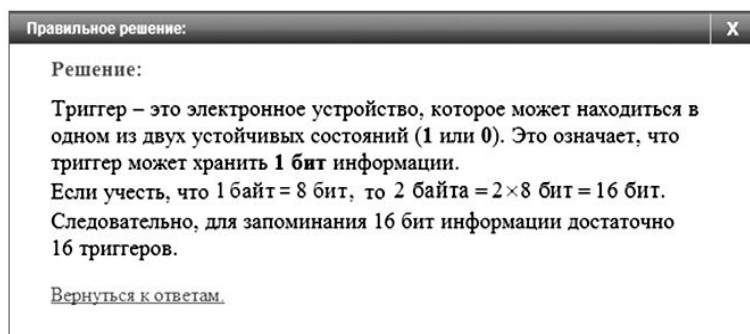 Правильное решение:
X
Решение:
Триггер – это электронное устройство, которое может находиться в
одном из двух устойчивых состояний (1 или 0). Это означает, что
триггер может хранить 1 бит информации.
Если учесть, что 1 байт = 8 бит, то 2 байта = 2×8 бит = 16 бит.
Следовательно, для запоминания 16 бит информации достаточно
16 триггеров.
Вернуться к ответам.